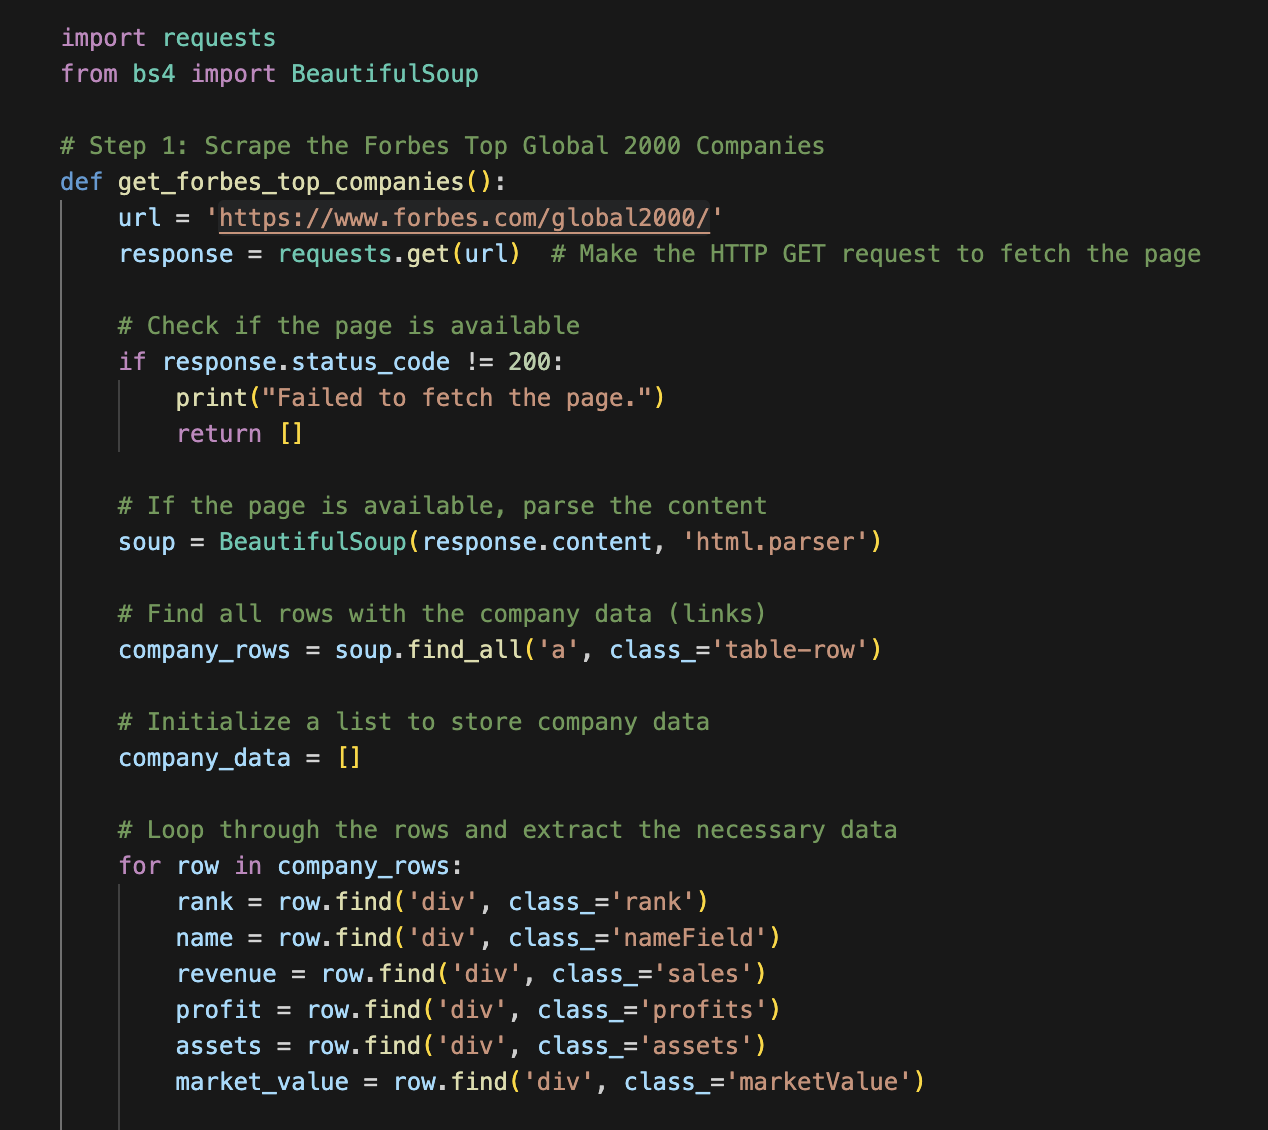 import requests
from bs4 import BeautifulSoup
# Step 1: Scrape the Forbes Top Global 2000 Companies
def get_forbes_top_companies():
    url = 'https://www.forbes.com/global2000/'
    response = requests.get(url)  # Make the HTTP GET request to fetch the page
    # Check if the page is available
    if response.status_code != 200:
        print("Failed to fetch the page.")
        return []
    # If the page is available, parse the content
    soup = BeautifulSoup(response.content, 'html.parser')
    # Find all rows with the company data (links)
    company_rows = soup.find_all('a', class_='table-row')
    # Initialize a list to store company data
    company_data = []
    # Loop through the rows and extract the necessary data
    for row in company_rows:
        rank = row.find('div', class_='rank')
        name = row.find('div', class_='nameField')
        revenue = row.find('div', class_='sales')
        profit = row.find('div', class_='profits')
        assets = row.find('div', class_='assets')
        market_value = row.find('div', class_='marketValue')